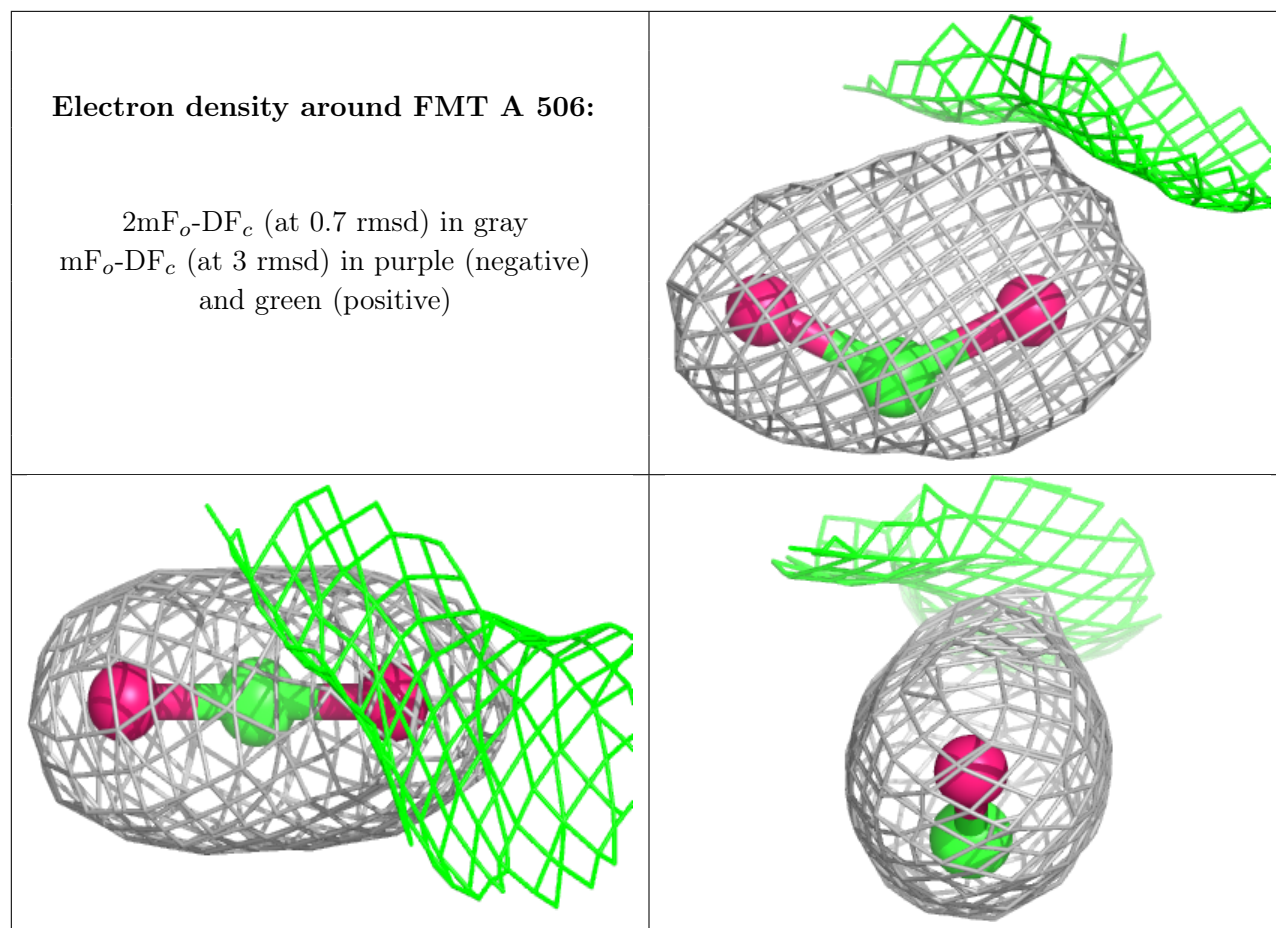 Electron density around FMT A 506:
2mFo-DFc (at 0.7 rmsd) in gray
mFo-DFc (at 3 rmsd) in purple (negative)
and green (positive)